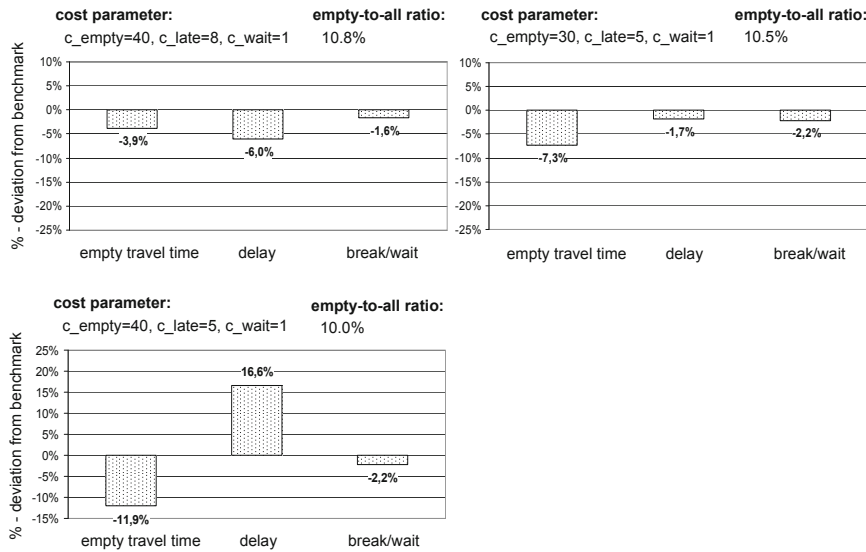 cost parameter:
empty-to-all ratio:
c_empty=40, c_late=8, c_wait=1
10.8%
% - deviation from benchmark
10%
5%
0%
-5%
-10%
-15%
-20%
-25%
-3,9%
-6,0%
-1,6%
empty travel time
delay
break/wait
cost parameter:
empty-to-all ratio:
c_empty=30, c_late=5, c_wait=1
10.5%
10%
5%
0%
-5%
-10%
-15%
-20%
-25%
-7,3%
-1,7%
-2,2%
empty travel time
delay
break/wait
cost parameter:
empty-to-all ratio:
c_empty=40, c_late=5, c_wait=1
10.0%
% - deviation from benchmark
25%
20%
15%
10%
5%
0%
-5%
-10%
-15%
-11,9%
16,6%
-2,2%
empty travel time
delay
break/wait